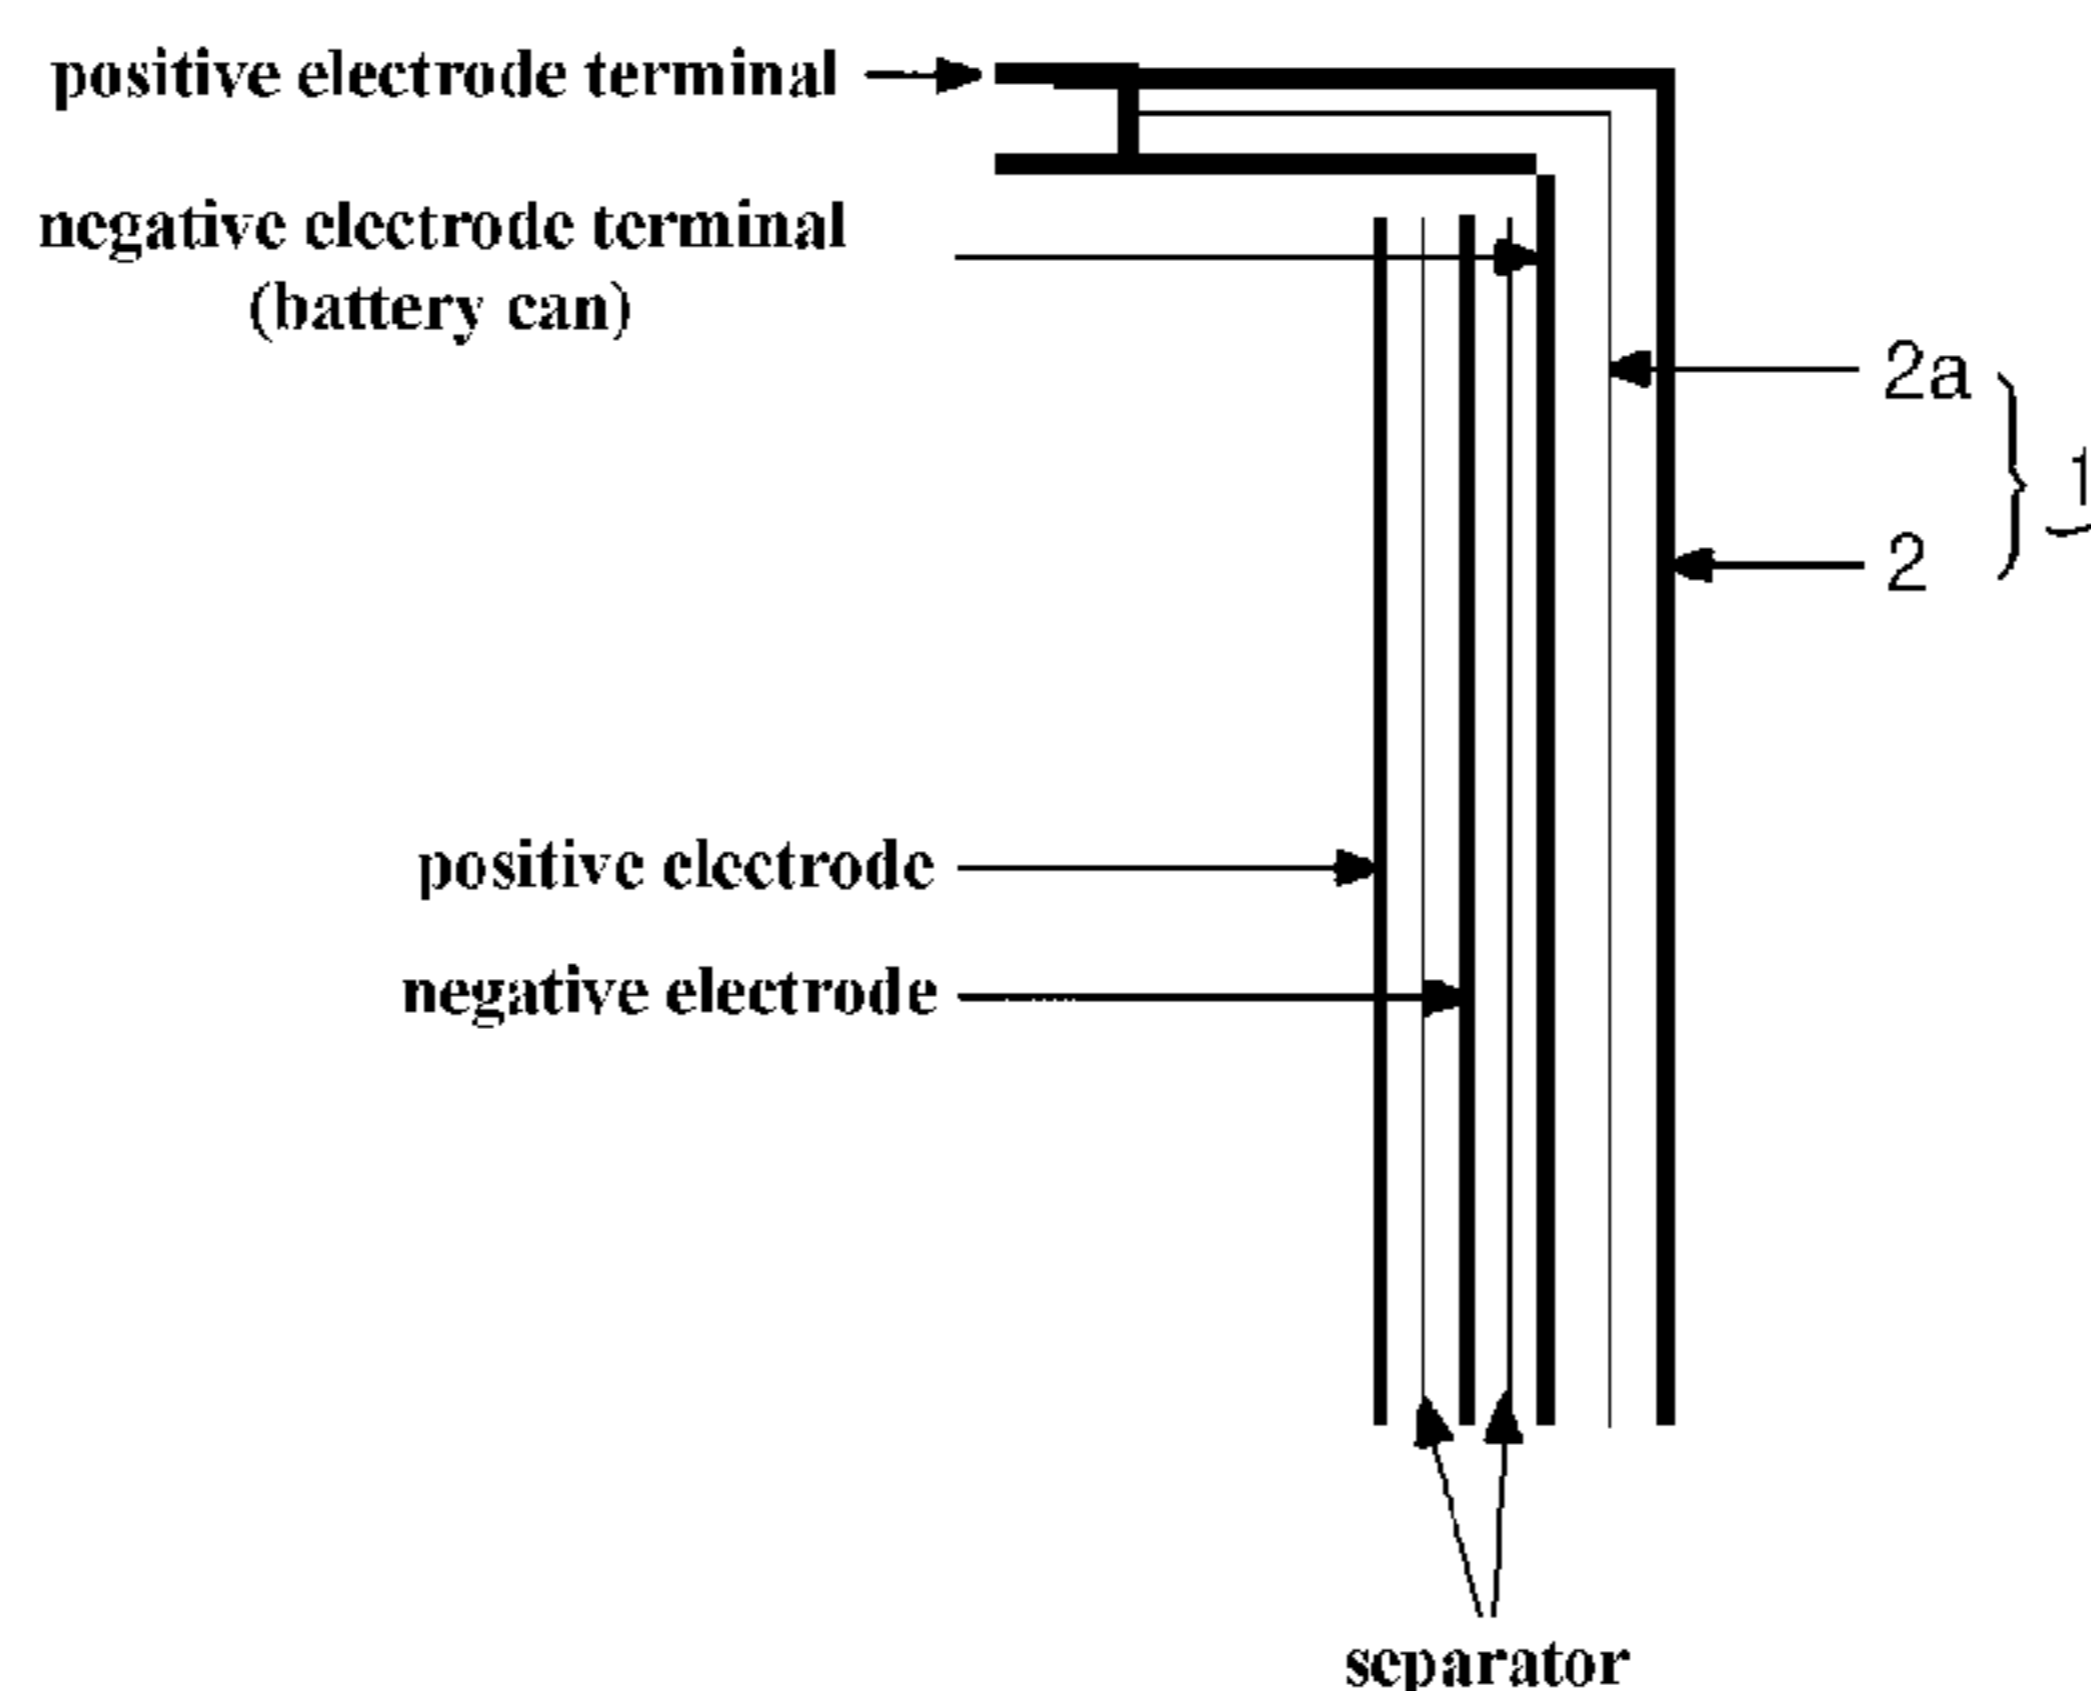 positive electrode terminal
negative electrode terminal
(battery can)
2a
1
2
positive electrode
negative electrode
separator